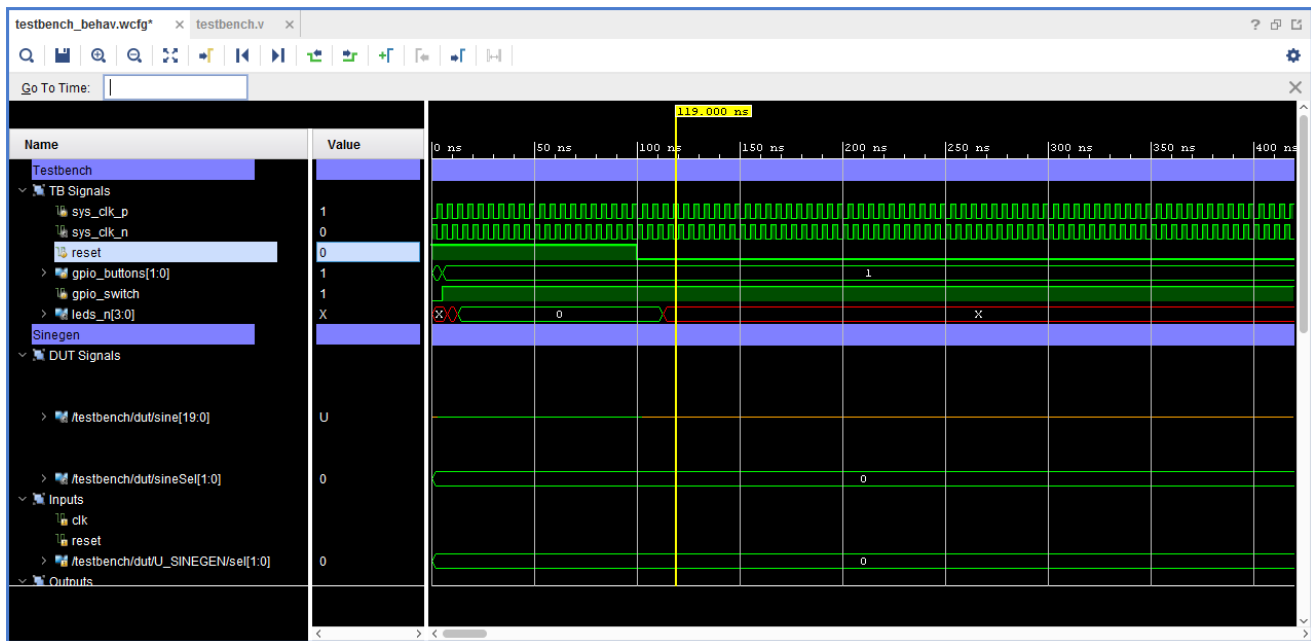 testbench_behav.wcfg* × testbench.v ×
?
Go To Time:
119.000 ns
Name Value
0 ns 50 ns 100 ns 150 ns 200 ns 250 ns 300 ns 350 ns 400 ns
Testbench
TB Signals
sys_clk_p 1
sys_clk_n 0
reset 0
gpio_buttons[1:0] 1 1
gpio_switch 1
leds_n[3:0] X X 0 X
Sinegen
DUT Signals
/testbench/dut/sine[19:0] U
/testbench/dut/sineSel[1:0] 0 0
Inputs
clk
reset
/testbench/dut/U_SINEGEN/sel[1:0] 0 0
Outputs